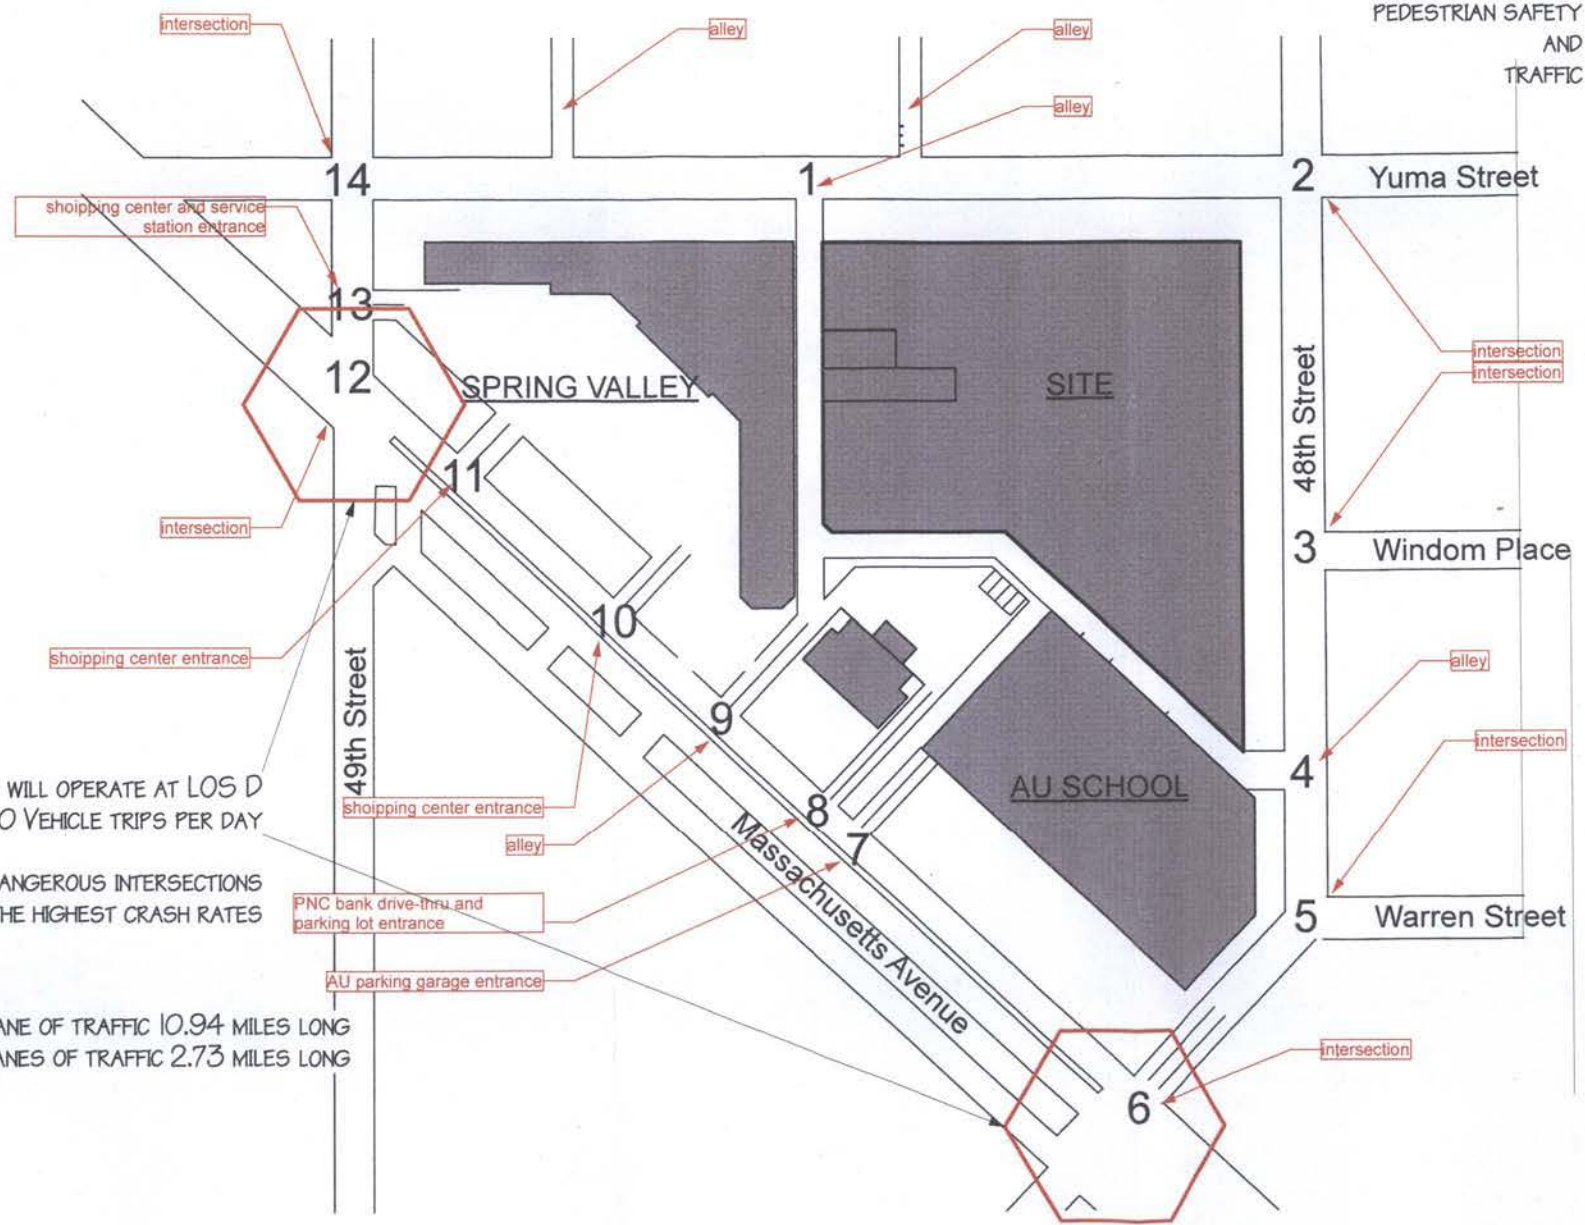 PEDESTRIAN SAFETY
AND
TRAFFIC
intersection
alley
alley
alley
14
1
2
Yuma Street
shoipping center and service
station entrance
13
12
SPRING VALLEY
SITE
48th Street
intersection
intersection
11
intersection
3
Windom Place
10
shoipping center entrance
49th Street
alley
9
intersection
4
WILL OPERATE AT LOS D
0 VEHICLE TRIPS PER DAY
shoipping center entrance
AU SCHOOL
8
alley
7
Massachusetts Avenue
ANGEROUS INTERSECTIONS
THE HIGHEST CRASH RATES
PNC bank drive-thru and
parking lot entrance
5
Warren Street
AU parking garage entrance
ANE OF TRAFFIC 10.94 MILES LONG
ANES OF TRAFFIC 2.73 MILES LONG
intersection
6